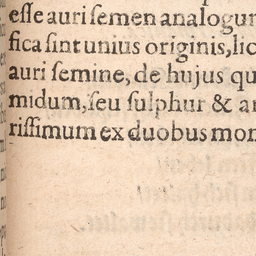 eſſe auri ſemen analogum
fica ſint unius originis, lic
auri ſemine, de hujus qu
midum, ſeu ſulphur & ar
riſſimum ex duobus mon